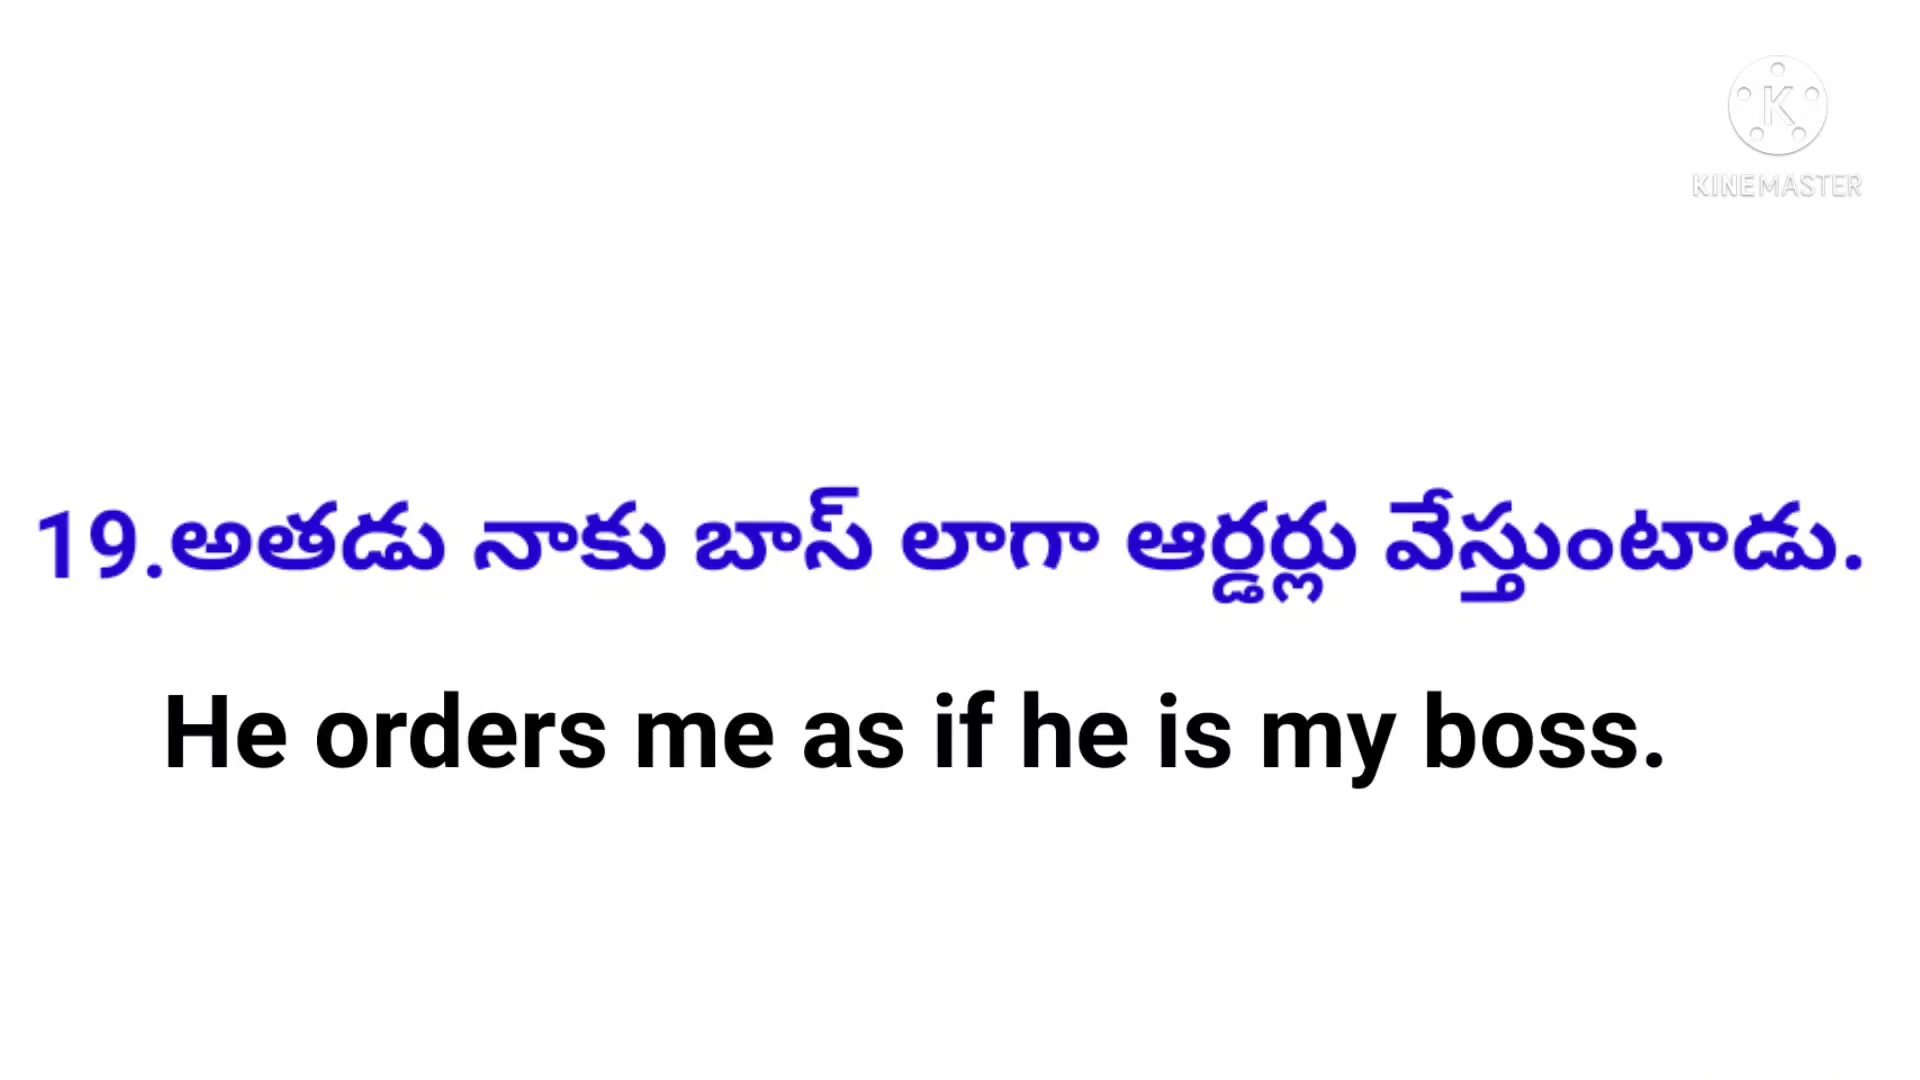 K
KINEMASTER
19.అతడు నాకు బాస్ లాగా ఆర్డర్లు వేస్తుంటాడు.
He orders me as if he is my boss.